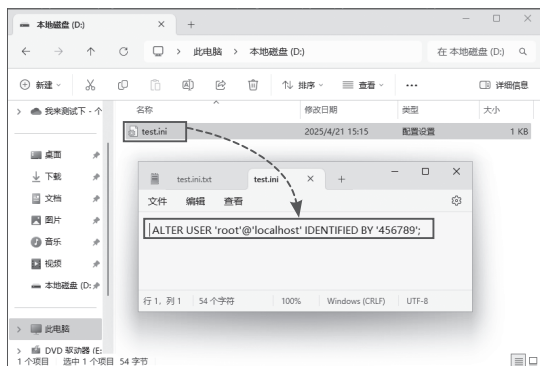 本地磁盘 (D:)
此电脑 > 本地磁盘 (D:)
在 本地磁盘 (D:)
新建
排序
查看
详细信息
我来测试下 - 个
名称
修改日期
类型
大小
test.ini
2025/4/21 15:15
配置设置
1 KB
桌面
下载
文档
图片
音乐
视频
本地磁盘 (D:
此电脑
DVD 驱动器 (E:
test.ini.txt
test.ini
文件
编辑
查看
ALTER USER 'root'@'localhost' IDENTIFIED BY '456789';
行 1，列 1
54 个字符
100%
Windows (CRLF)
UTF-8
1 个项目
选中 1 个项目
54 字节